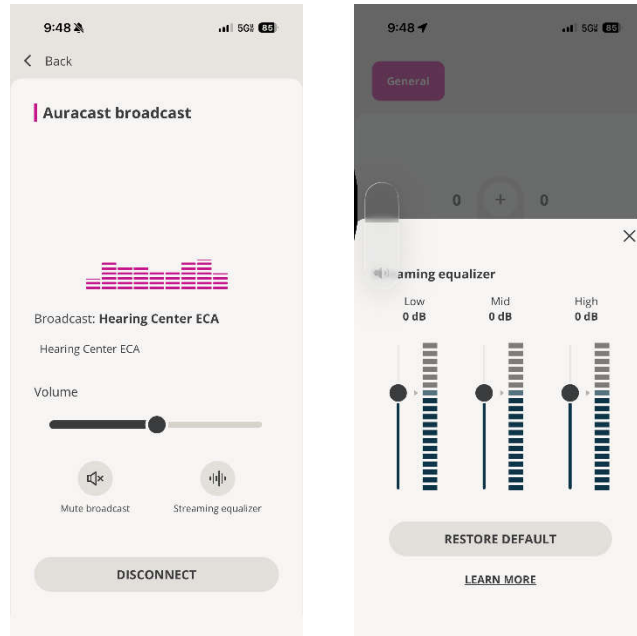 9:48
5G 85
Back
Auracast broadcast
Broadcast: Hearing Center ECA
Hearing Center ECA
Volume
Mute broadcast
Streaming equalizer
DISCONNECT
9:48
5G 85
General
0 + 0
aming equalizer
Low Mid High
0 dB 0 dB 0 dB
RESTORE DEFAULT
LEARN MORE